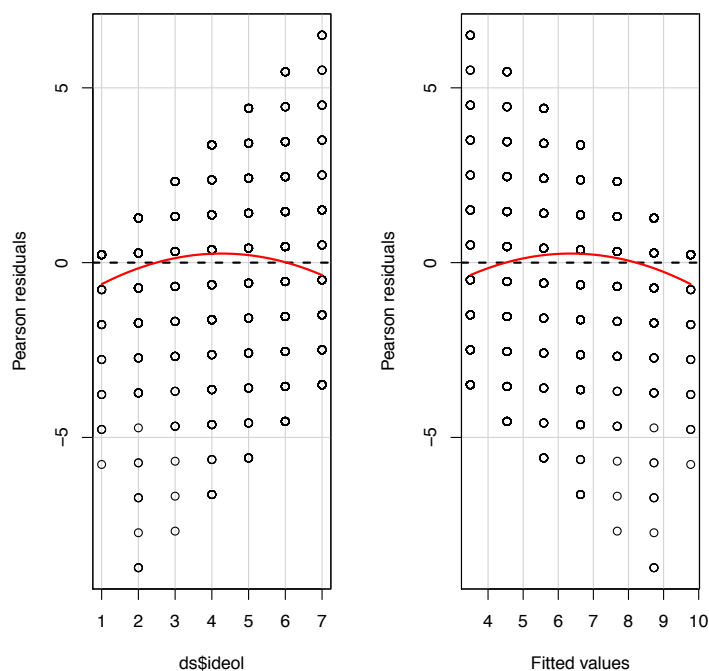 Pearson residuals
5
0
−5
1 2 3 4 5 6 7
ds$ideol
Pearson residuals
5
0
−5
4 5 6 7 8 9 10
Fitted values